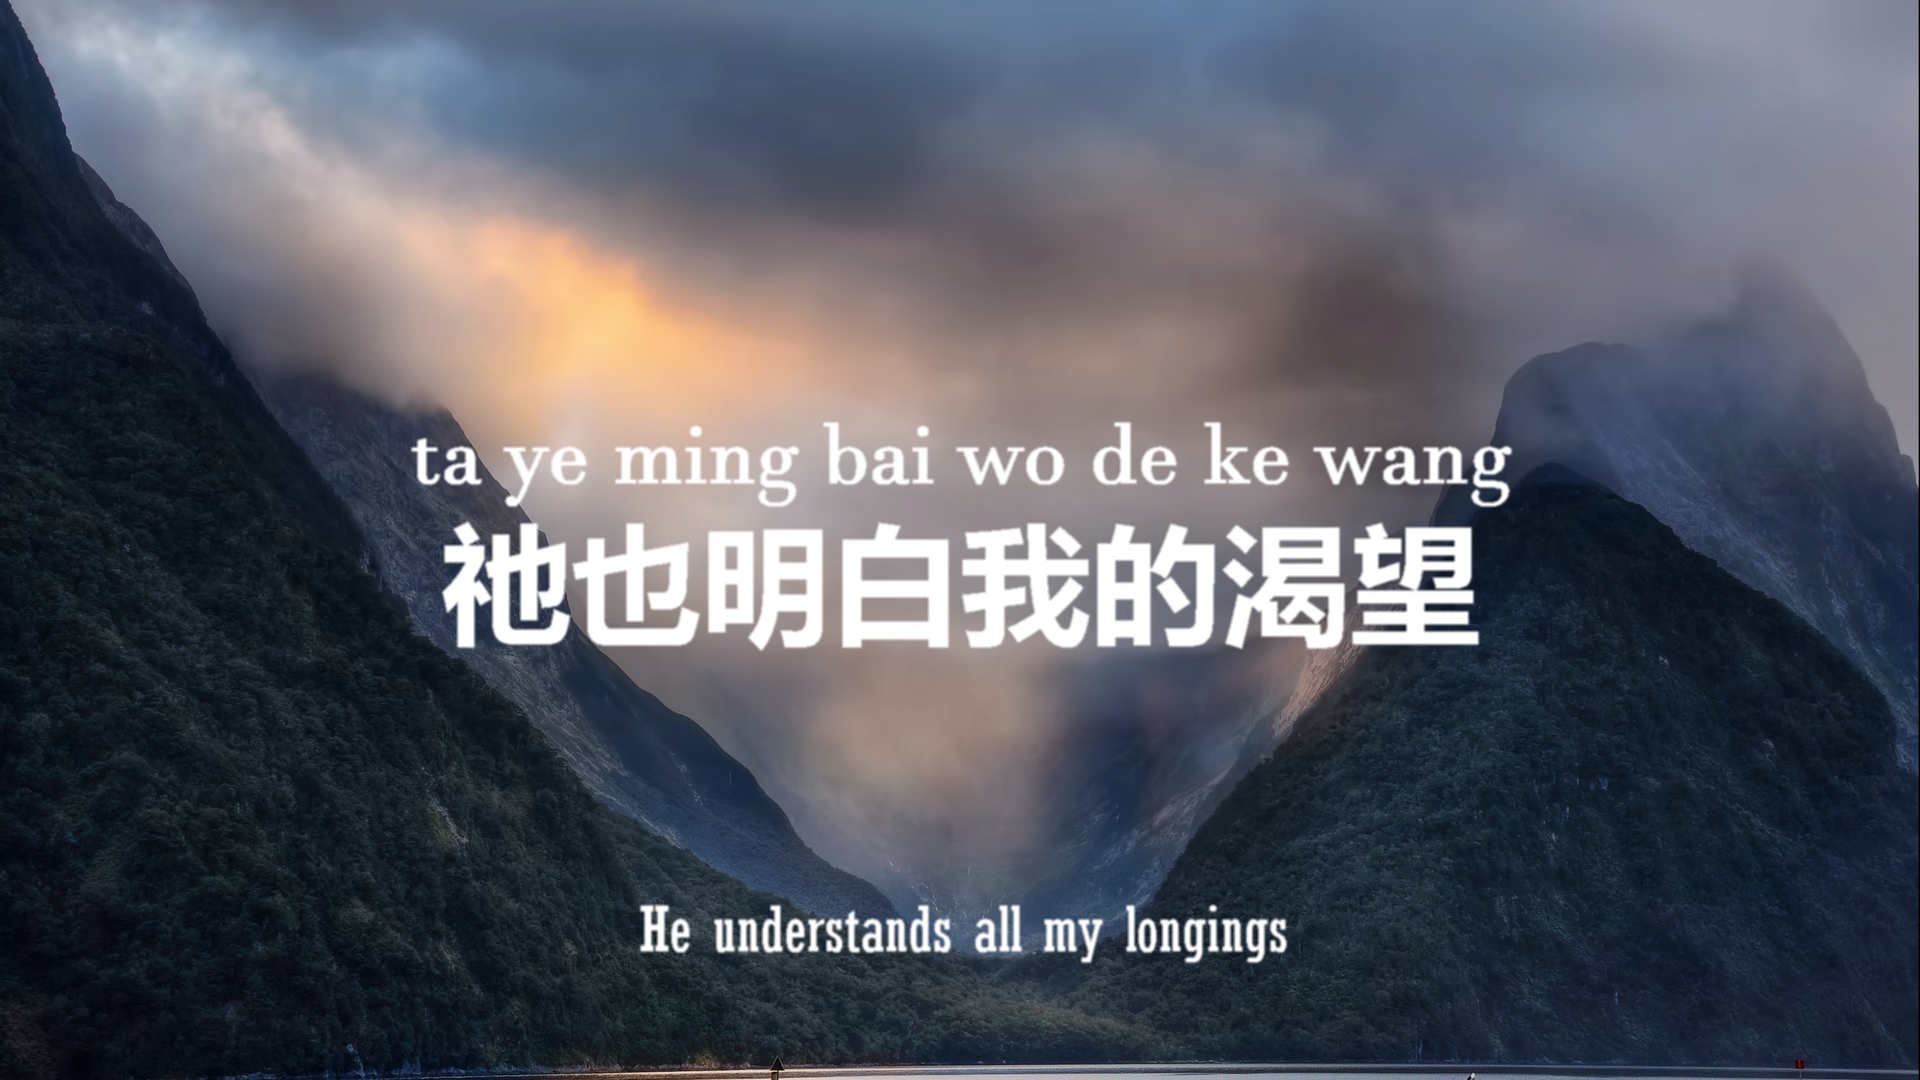 ta ye ming bai wo de ke wang
祂也明白我的渴望
He understands all my longings